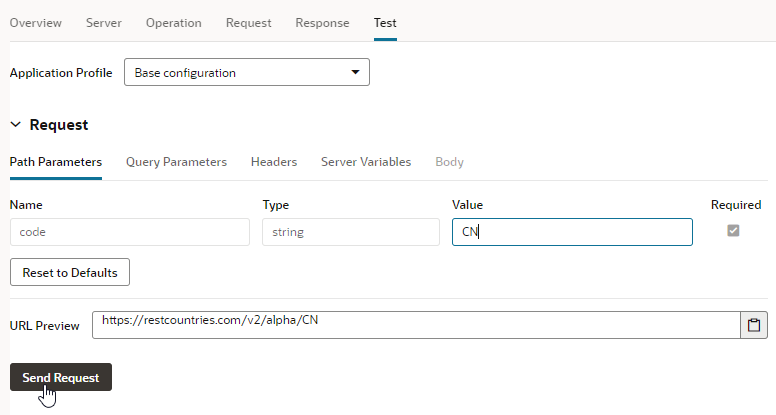 Overview Server Operation Request Response Test
Application Profile Base configuration
Request
Path Parameters Query Parameters Headers Server Variables Body
Name Type Value Required
code string CN
Reset to Defaults
URL Preview https://restcountries.com/v2/alpha/CN
Send Request